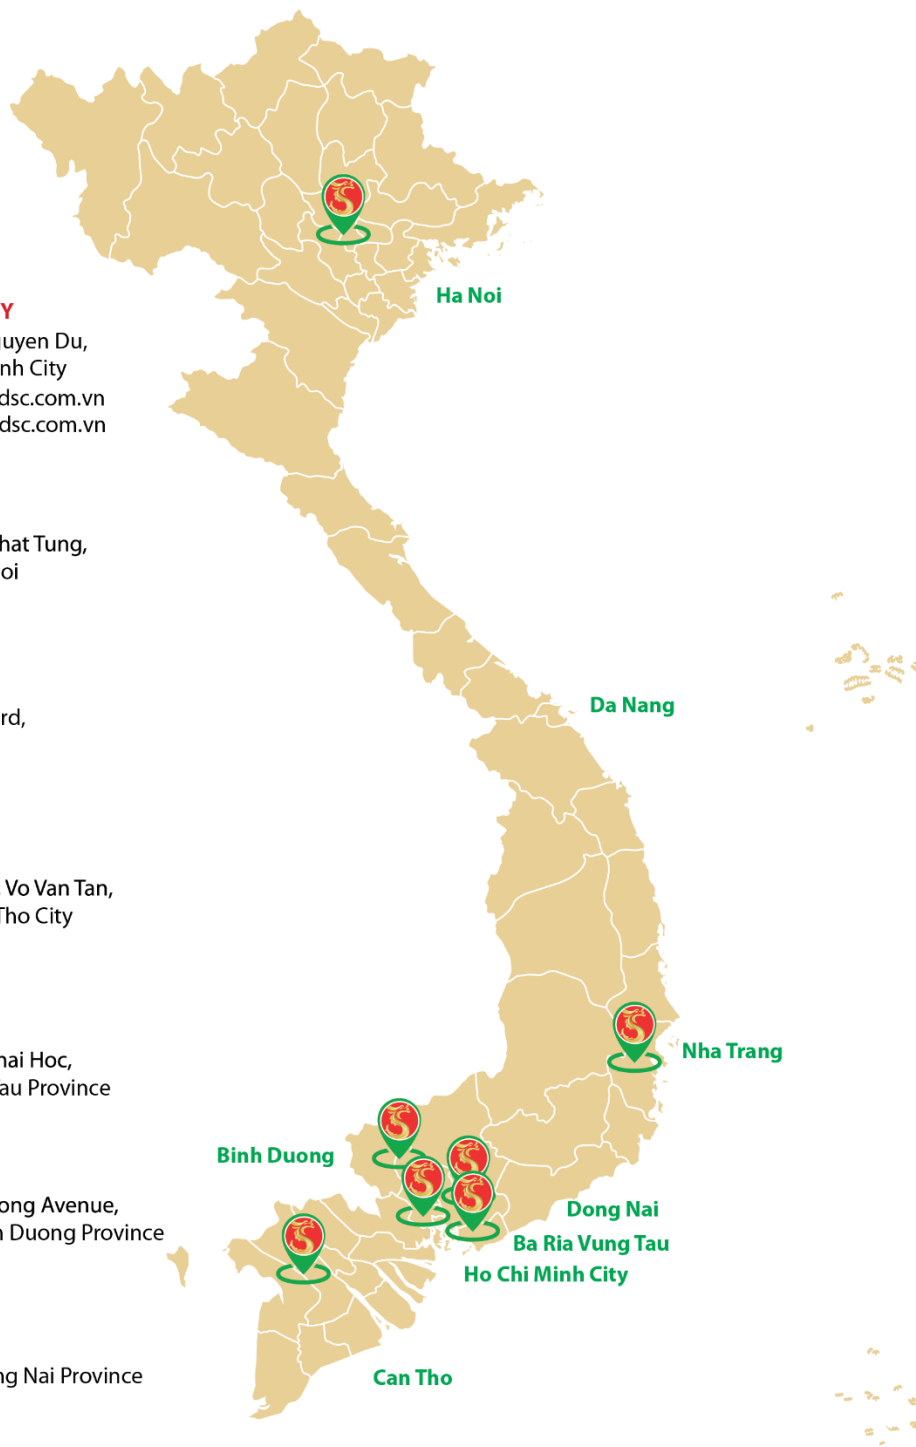 Y
guyen Du,
nh City
dsc.com.vn
dsc.com.vn
hat Tung,
oi
rd,
Vo Van Tan,
Tho City
hai Hoc,
au Province
ong Avenue,
h Duong Province
ng Nai Province
Ha Noi
Da Nang
Nha Trang
Binh Duong
Dong Nai
Ba Ria Vung Tau
Ho Chi Minh City
Can Tho